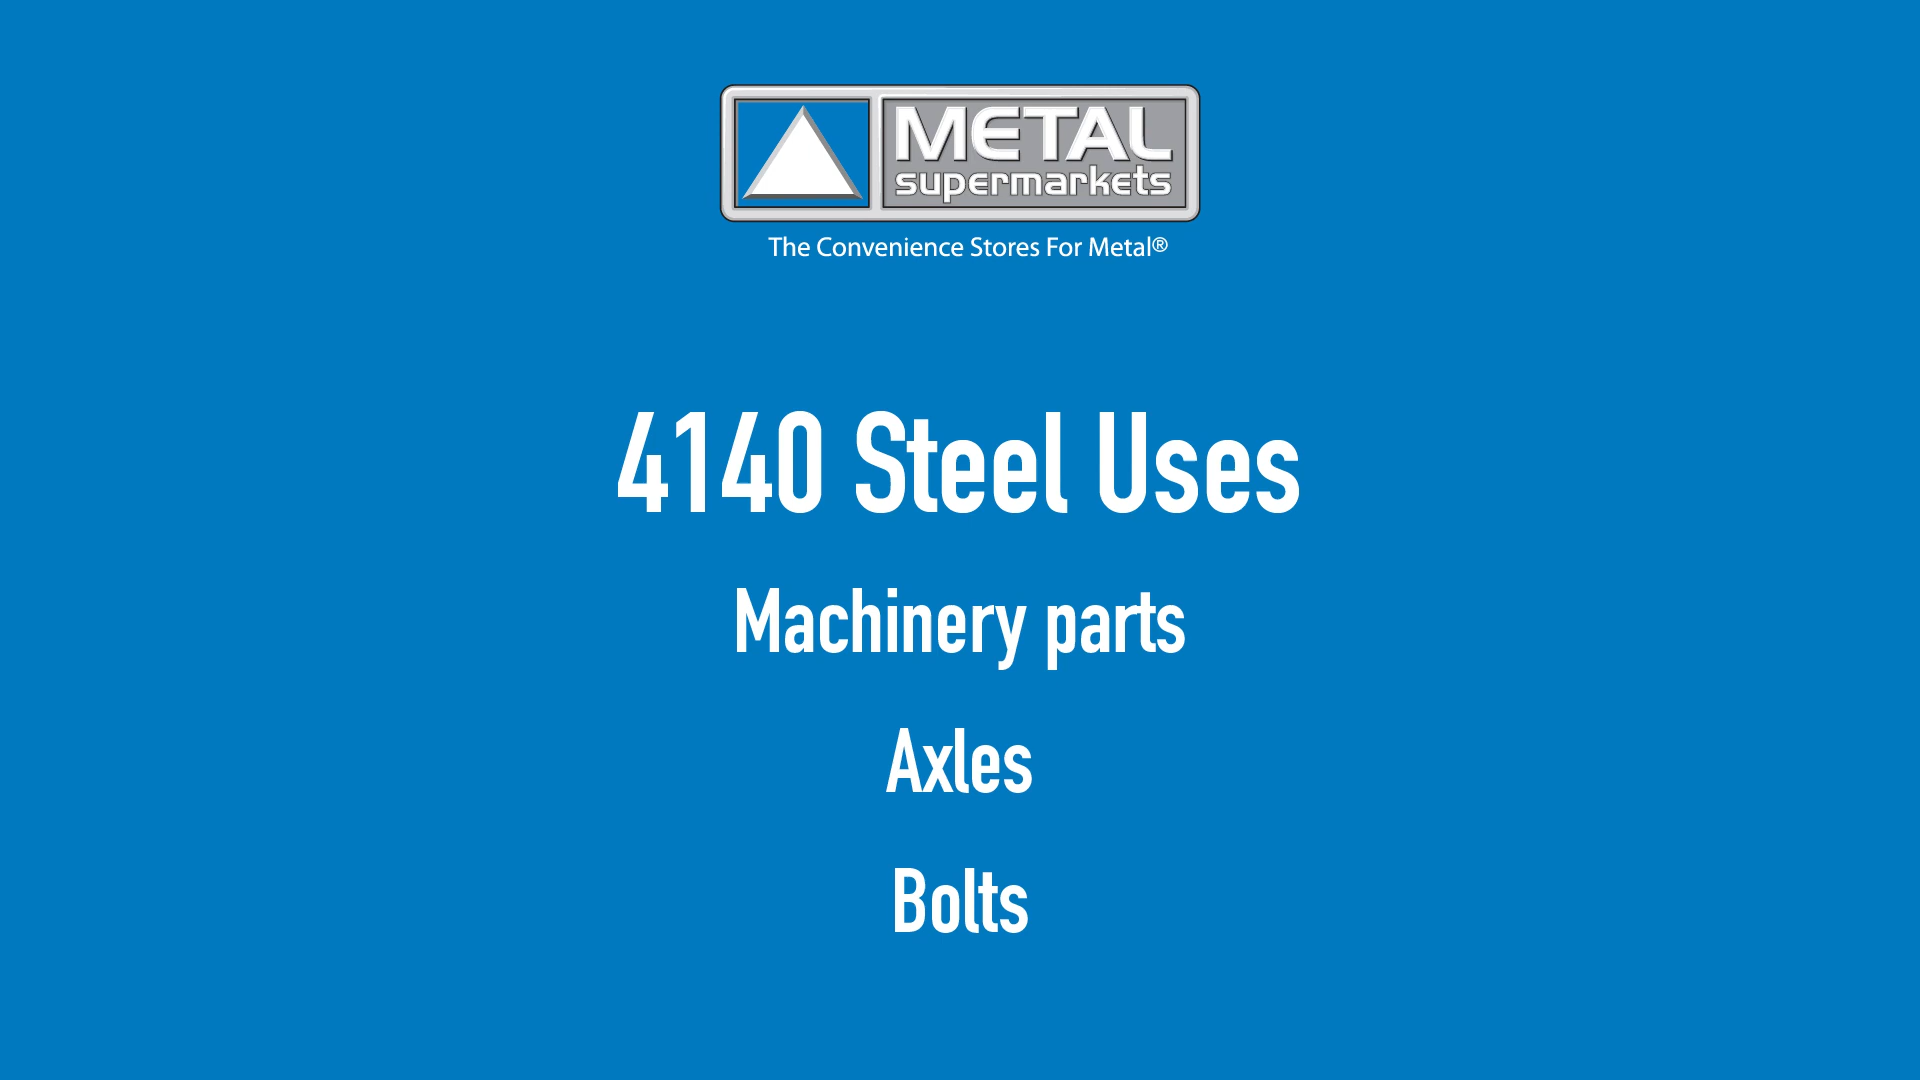 METAL
supermarkets
The Convenience Stores For Metal®
4140 Steel Uses
Machinery parts
Axles
Bolts